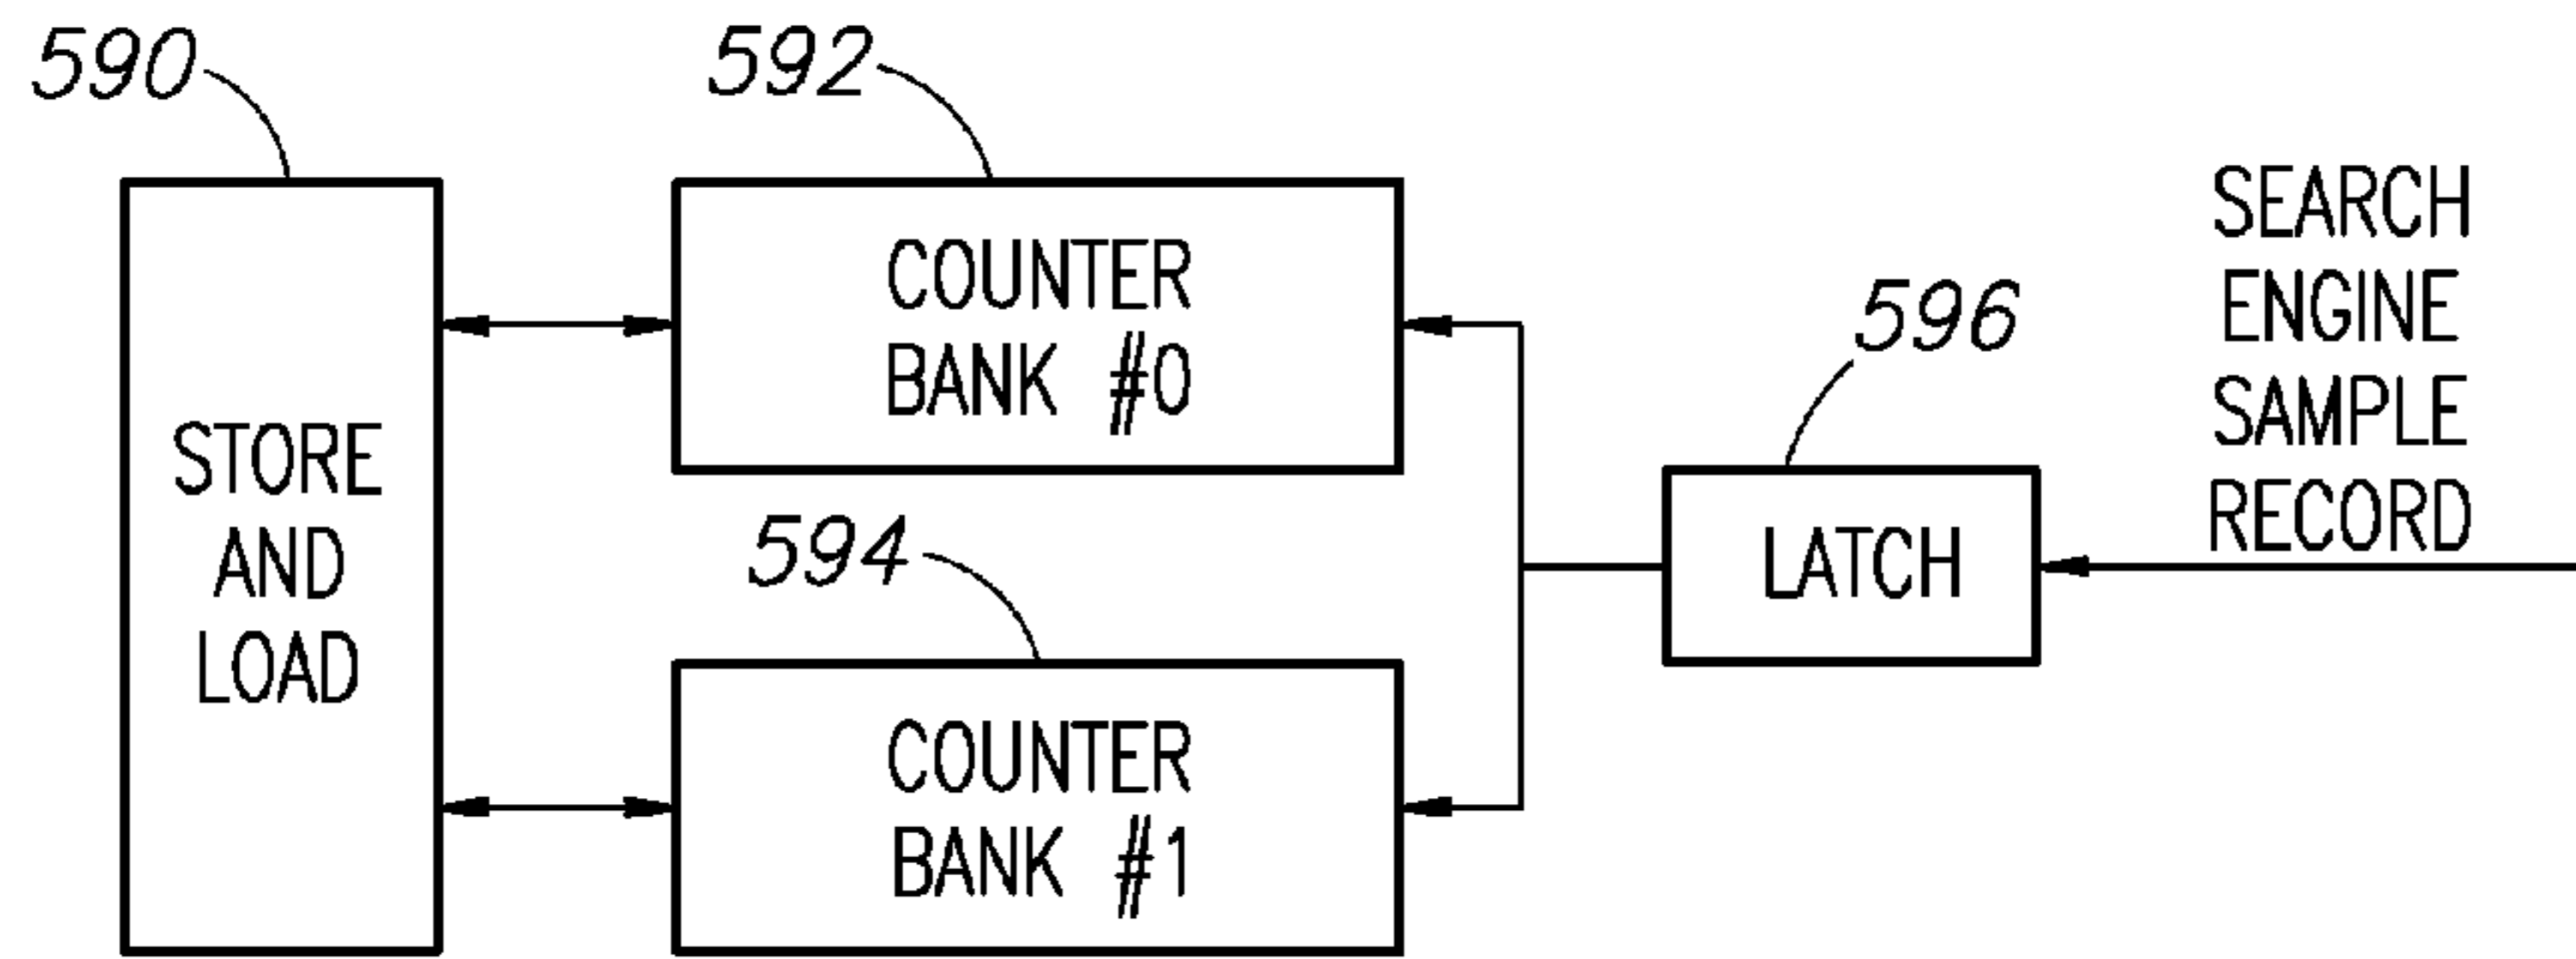 590
592
SEARCH
ENGINE
SAMPLE
RECORD
COUNTER
BANK #0
596
STORE
AND
LOAD
594
LATCH
COUNTER
BANK #1